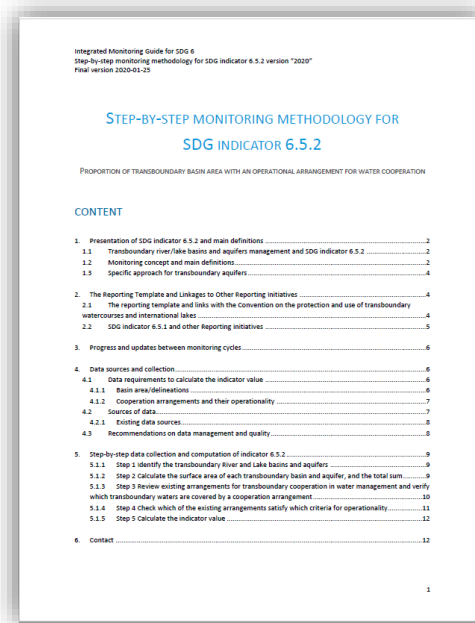 Integrated Monitoring Guide for SDG 6
Step-by-step monitoring methodology for SDG indicator 6.5.2 version "2020"
Final version 2020-01-25
STEP-BY-STEP MONITORING METHODOLOGY FOR
SDG INDICATOR 6.5.2
PROPORTION OF TRANSBOUNDARY BASIN AREA WITH AN OPERATIONAL ARRANGEMENT FOR WATER COOPERATION
CONTENT
1. Presentation of SDG indicator 6.5.2 and main definitions ... 2
1.1 Transboundary river/lake basins and aquifers management and SDG indicator 6.5.2 ... 2
1.2 Monitoring concept and main definitions ... 2
1.3 Specific approach for transboundary aquifers ... 4
2. The Reporting Template and Linkages to Other Reporting Initiatives ... 4
2.1 The reporting template and links with the Convention on the protection and use of transboundary
watercourses and international lakes ... 4
2.2 SDG indicator 6.5.1 and other Reporting initiatives ... 5
3. Progress and updates between monitoring cycles ... 6
4. Data sources and collection ... 6
4.1 Data requirements to calculate the indicator value ... 6
4.1.1 Basin area/delineations ... 6
4.1.2 Cooperation arrangements and their operationality ... 7
4.2 Sources of data ... 7
4.2.1 Existing data sources ... 8
4.3 Recommendations on data management and quality ... 8
5. Step-by-step data collection and computation of indicator 6.5.2 ... 9
5.1.1 Step 1 Identify the transboundary River and Lake basins and aquifers ... 9
5.1.2 Step 2 Calculate the surface area of each transboundary basin and aquifer, and the total sum ... 9
5.1.3 Step 3 Review existing arrangements for transboundary cooperation in water management and verify
which transboundary waters are covered by a cooperation arrangement ... 10
5.1.4 Step 4 Check which of the existing arrangements satisfy which criteria for operationality ... 11
5.1.5 Step 5 Calculate the indicator value ... 12
6. Contact ... 12
1